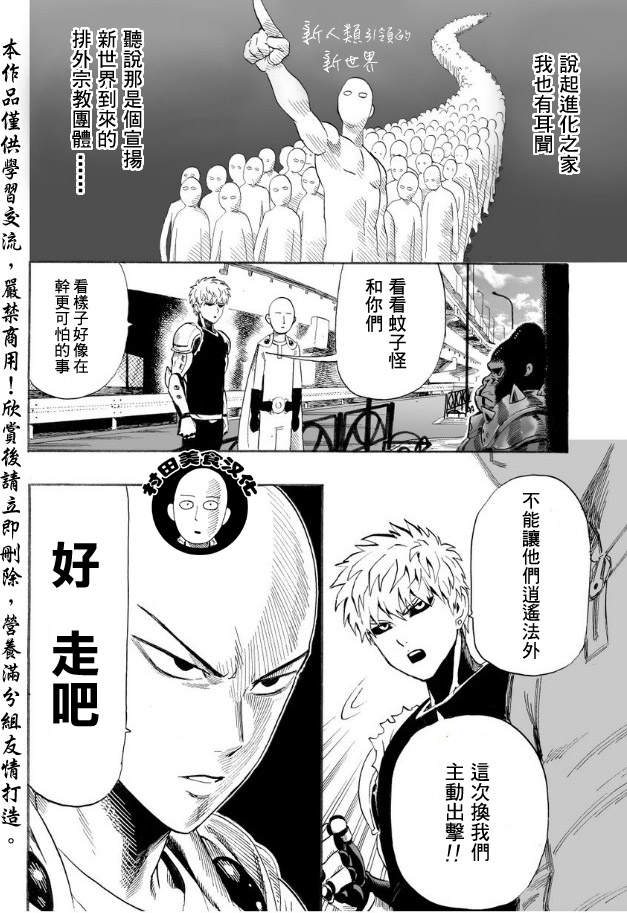 說起進化之家
我也有耳聞
新人類引領的
新世界
聽說那是個宣揚
新世界到來的
排外宗教團體……
看看蚊子怪
和你們
看樣子好像在
幹更可怕的事
不能讓他們逍遙法外
這次換我們
主動出擊!!
村田美食汉化
好 走吧
本作品僅供學習交流，嚴禁商用！欣賞後請立即刪除，營養滿分組友情打造。